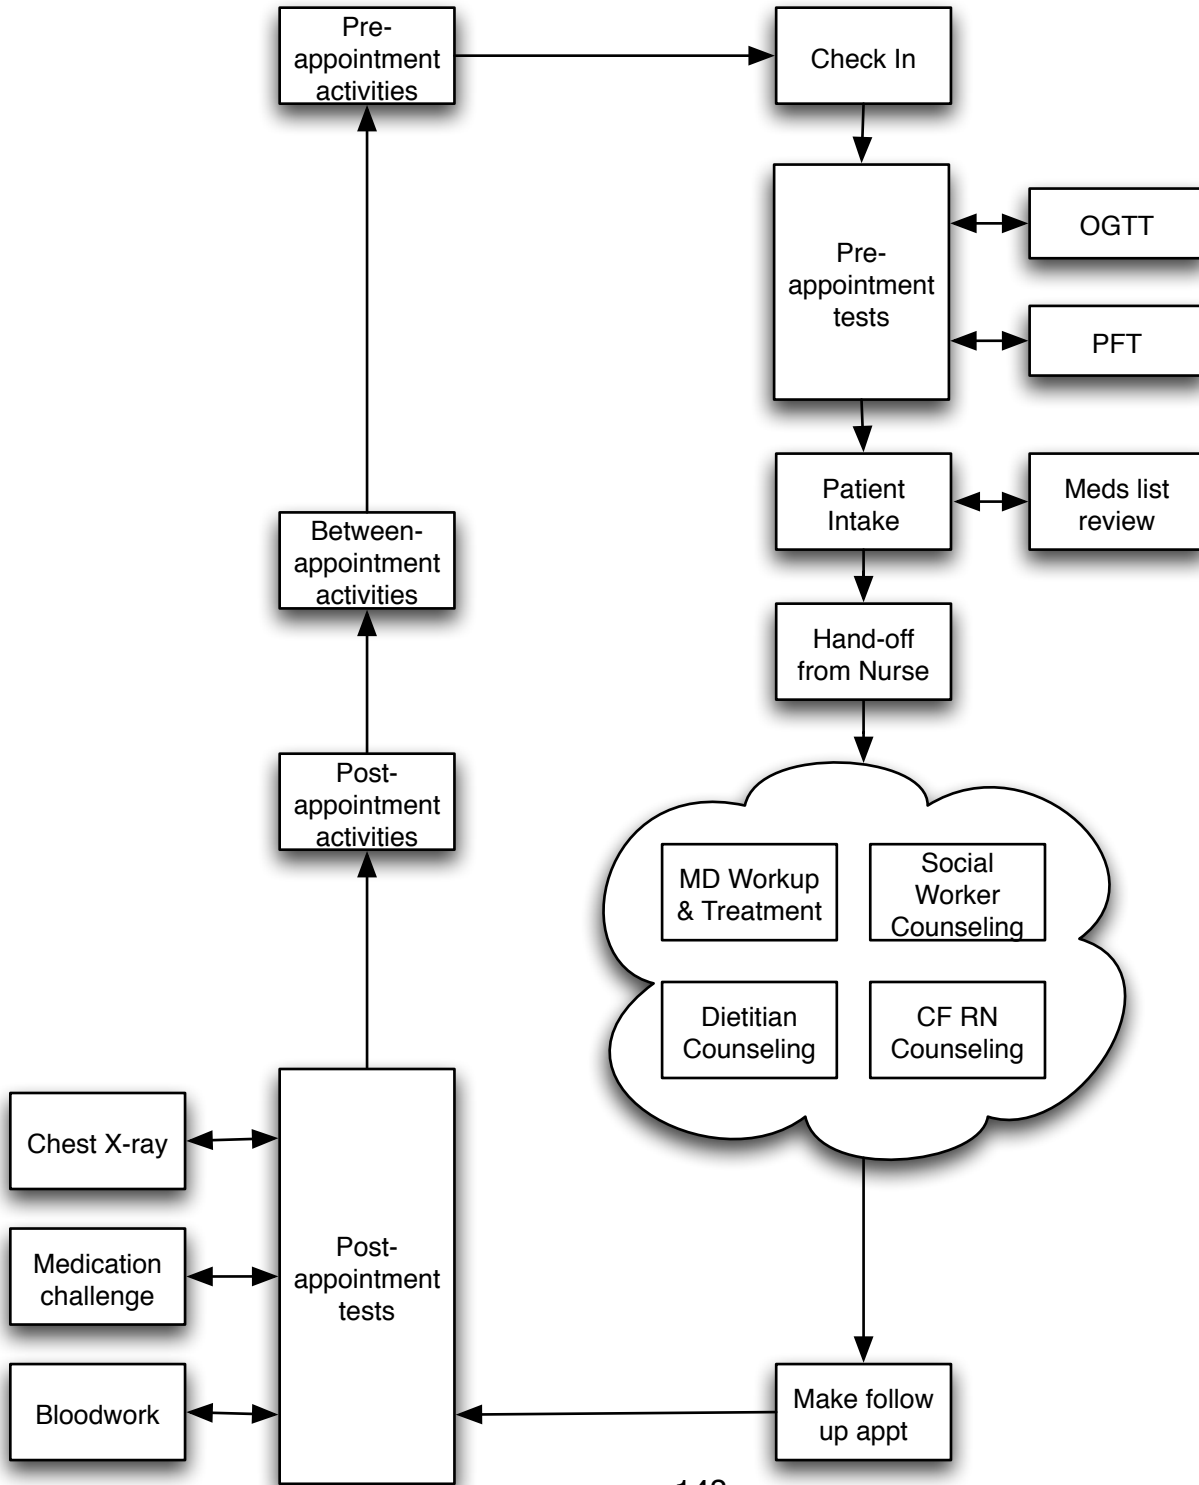 Pre-
appointment
activities
Check In
Pre-
appointment
tests
OGTT
PFT
Patient
Intake
Meds list
review
Between-
appointment
activities
Hand-off
from Nurse
Post-
appointment
activities
MD Workup
& Treatment
Social
Worker
Counseling
Dietitian
Counseling
CF RN
Counseling
Chest X-ray
Medication
challenge
Bloodwork
Post-
appointment
tests
Make follow
up appt